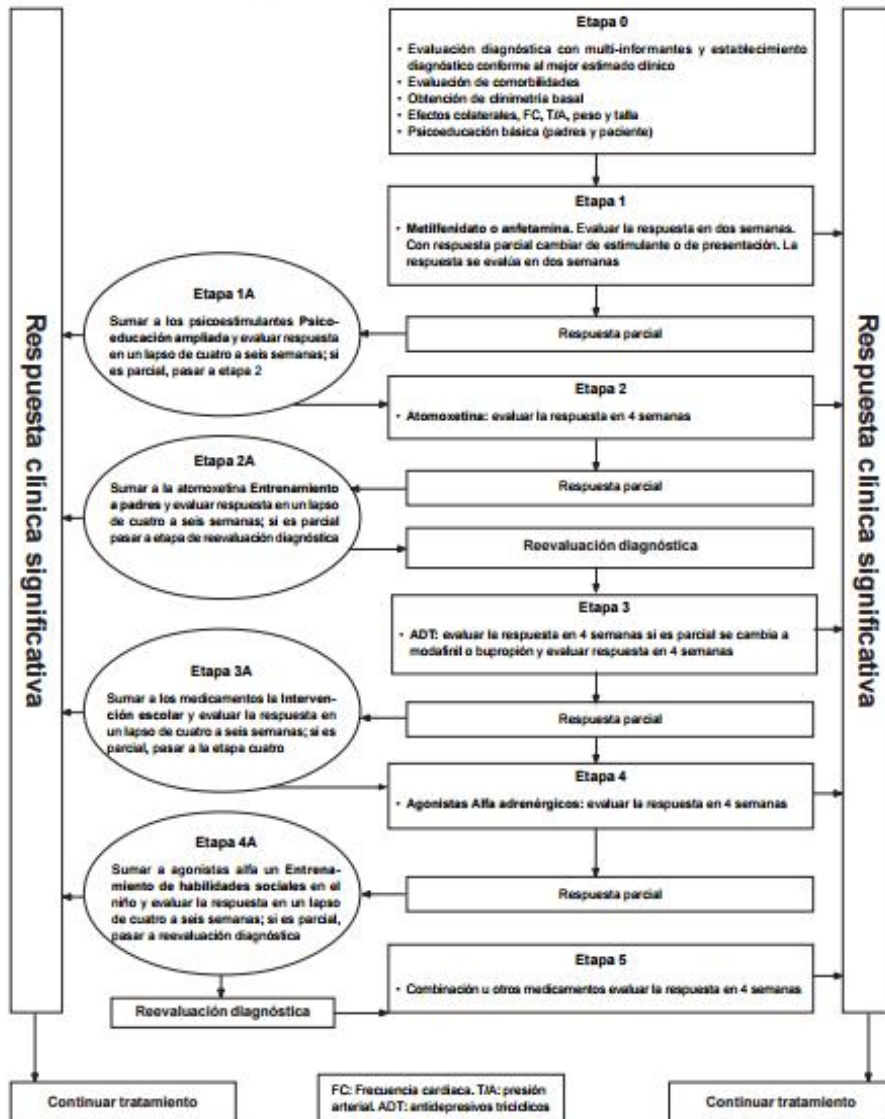 Etapa 0
• Evaluación diagnóstica con multi-informantes y establecimiento
diagnóstico conforme al mejor estimado clínico
• Evaluación de comorbilidades
• Obtención de clinimetría basal
• Efectos colaterales, FC, T/A, peso y talla
• Psicoeducación básica (padres y paciente)
Etapa 1
• Metilfenidato o anfetamina. Evaluar la respuesta en dos semanas.
Con respuesta parcial cambiar de estimulante o de presentación. La
respuesta se evalúa en dos semanas
Respuesta parcial
Etapa 1A
Sumar a los psicoestimulantes Psico-
educación ampliada y evaluar respuesta
en un lapso de cuatro a seis semanas; si
es parcial, pasar a etapa 2
Etapa 2
• Atomoxetina: evaluar la respuesta en 4 semanas
Respuesta parcial
Etapa 2A
Sumar a la atomoxetina Entrenamiento
a padres y evaluar respuesta en un lapso
de cuatro a seis semanas; si es parcial
pasar a etapa de reevaluación diagnóstica
Reevaluación diagnóstica
Etapa 3
• ADT: evaluar la respuesta en 4 semanas si es parcial se cambia a
modafinil o bupropión y evaluar respuesta en 4 semanas
Respuesta parcial
Etapa 3A
Sumar a los medicamentos la Interven-
ción escolar y evaluar la respuesta en
un lapso de cuatro a seis semanas; si es
parcial, pasar a la etapa cuatro
Etapa 4
• Agonistas Alfa adrenérgicos: evaluar la respuesta en 4 semanas
Respuesta parcial
Etapa 4A
Sumar a agonistas alfa un Entrena-
miento de habilidades sociales en el
niño y evaluar la respuesta en un lapso
de cuatro a seis semanas; si es parcial,
pasar a reevaluación diagnóstica
Reevaluación diagnóstica
Etapa 5
• Combinación u otros medicamentos evaluar la respuesta en 4 semanas
Respuesta clínica significativa
Respuesta clínica significativa
Continuar tratamiento
FC: Frecuencia cardiaca. T/A: presión
arterial. ADT: antidepresivos tricíclicos
Continuar tratamiento